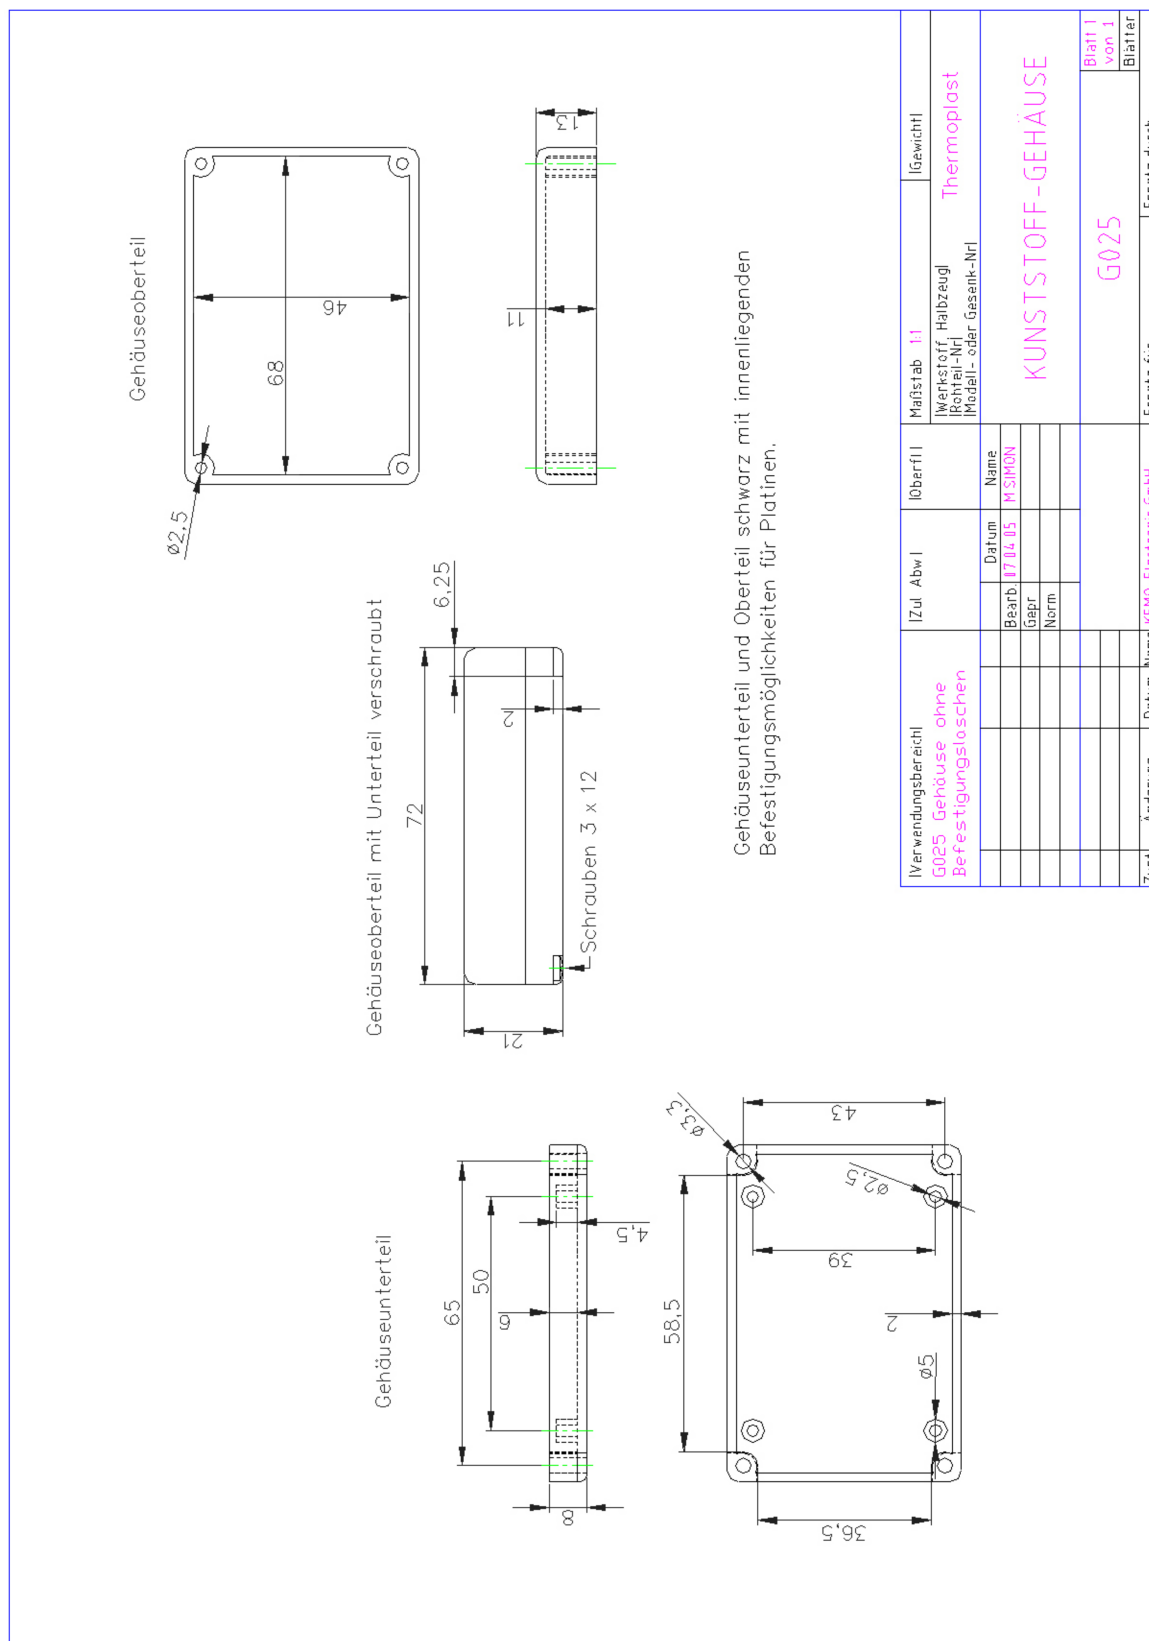 Gehäuseoberteil
ø2,5
68
46
13
11
Gehäuseoberteil mit Unterteil verschraubt
72
6,25
2
21
Schrauben 3 x 12
Gehäuseunterteil
65
50
6
4,5
8
ø3,3
43
ø2,5
39
58,5
2
ø5
36,5
Gehäuseunterteil und Oberteil schwarz mit innenliegenden
Befestigungsmöglichkeiten für Platinen.
|Verwendungsbereich|
G025 Gehäuse ohne
Befestigungslaschen
|Zul Abw|
|Oberfl|
Maßstab 1:1
|Gewicht|
|Werkstoff, Halbzeug|
|Rohteil-Nr|
|Modell- oder Gesenk-Nr|
Thermoplast
Datum Name
Bearb. 07.04.05 M.SIMON
Gepr
Norm
KUNSTSTOFF-GEHÄUSE
G025
Blatt 1
von 1
Blätter